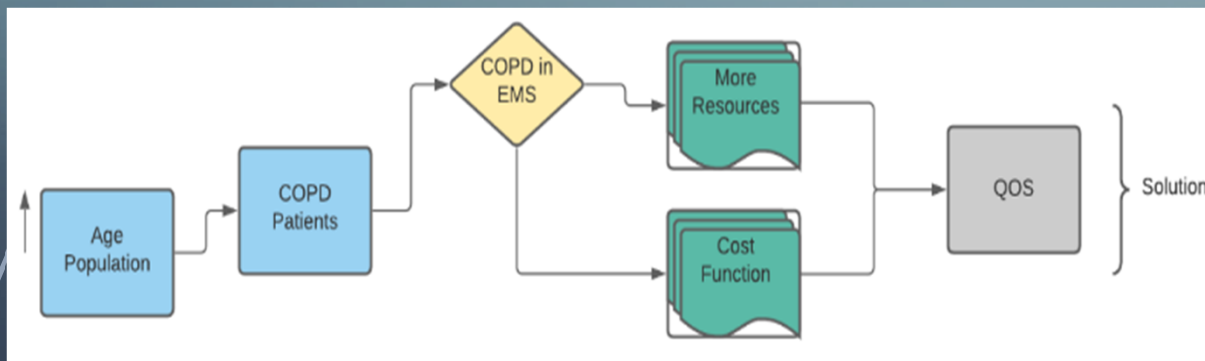 Age
Population
COPD
Patients
COPD in
EMS
More
Resources
Cost
Function
QOS
Solution